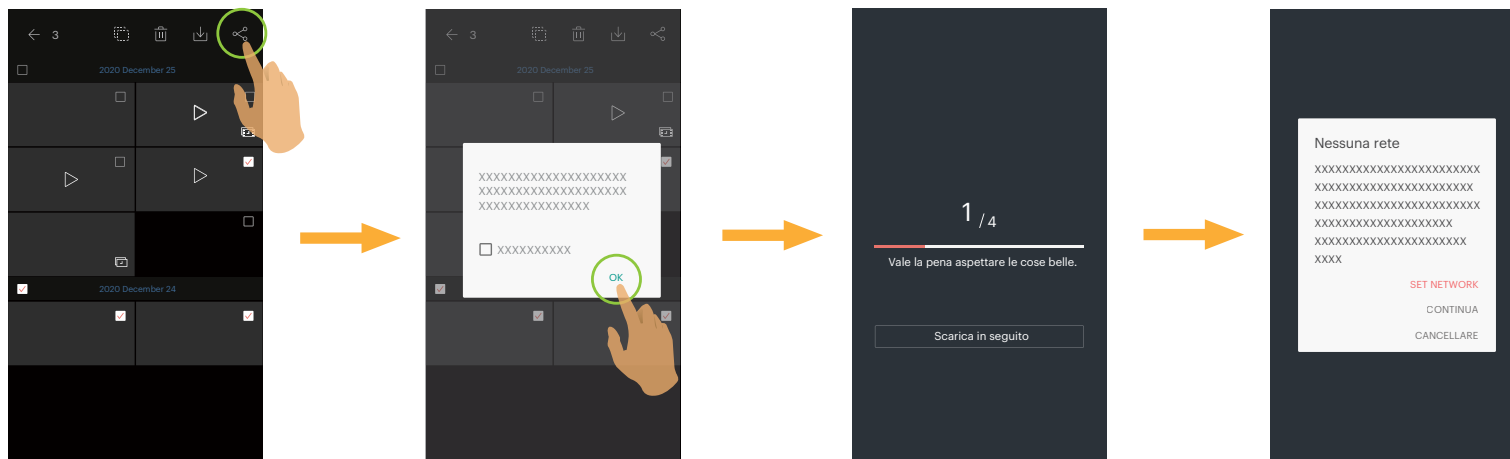 3
2020 December 25
2020 December 24
3
2020 December 25
XXXXXXXXXXXXXXXXXXXX
XXXXXXXXXXXXXXXXXXXX
XXXXXXXXXXXXXXX
XXXXXXXXXX
OK
1 / 4
Vale la pena aspettare le cose belle.
Scarica in seguito
Nessuna rete
XXXXXXXXXXXXXXXXXXXXXXXX
XXXXXXXXXXXXXXXXXXXXXXX
XXXXXXXXXXXXXXXXXXXXXXXX
XXXXXXXXXXXXXXXXXXXX
XXXXXXXXXXXXXXXXXXXXXX
XXXX
SET NETWORK
CONTINUA
CANCELLARE